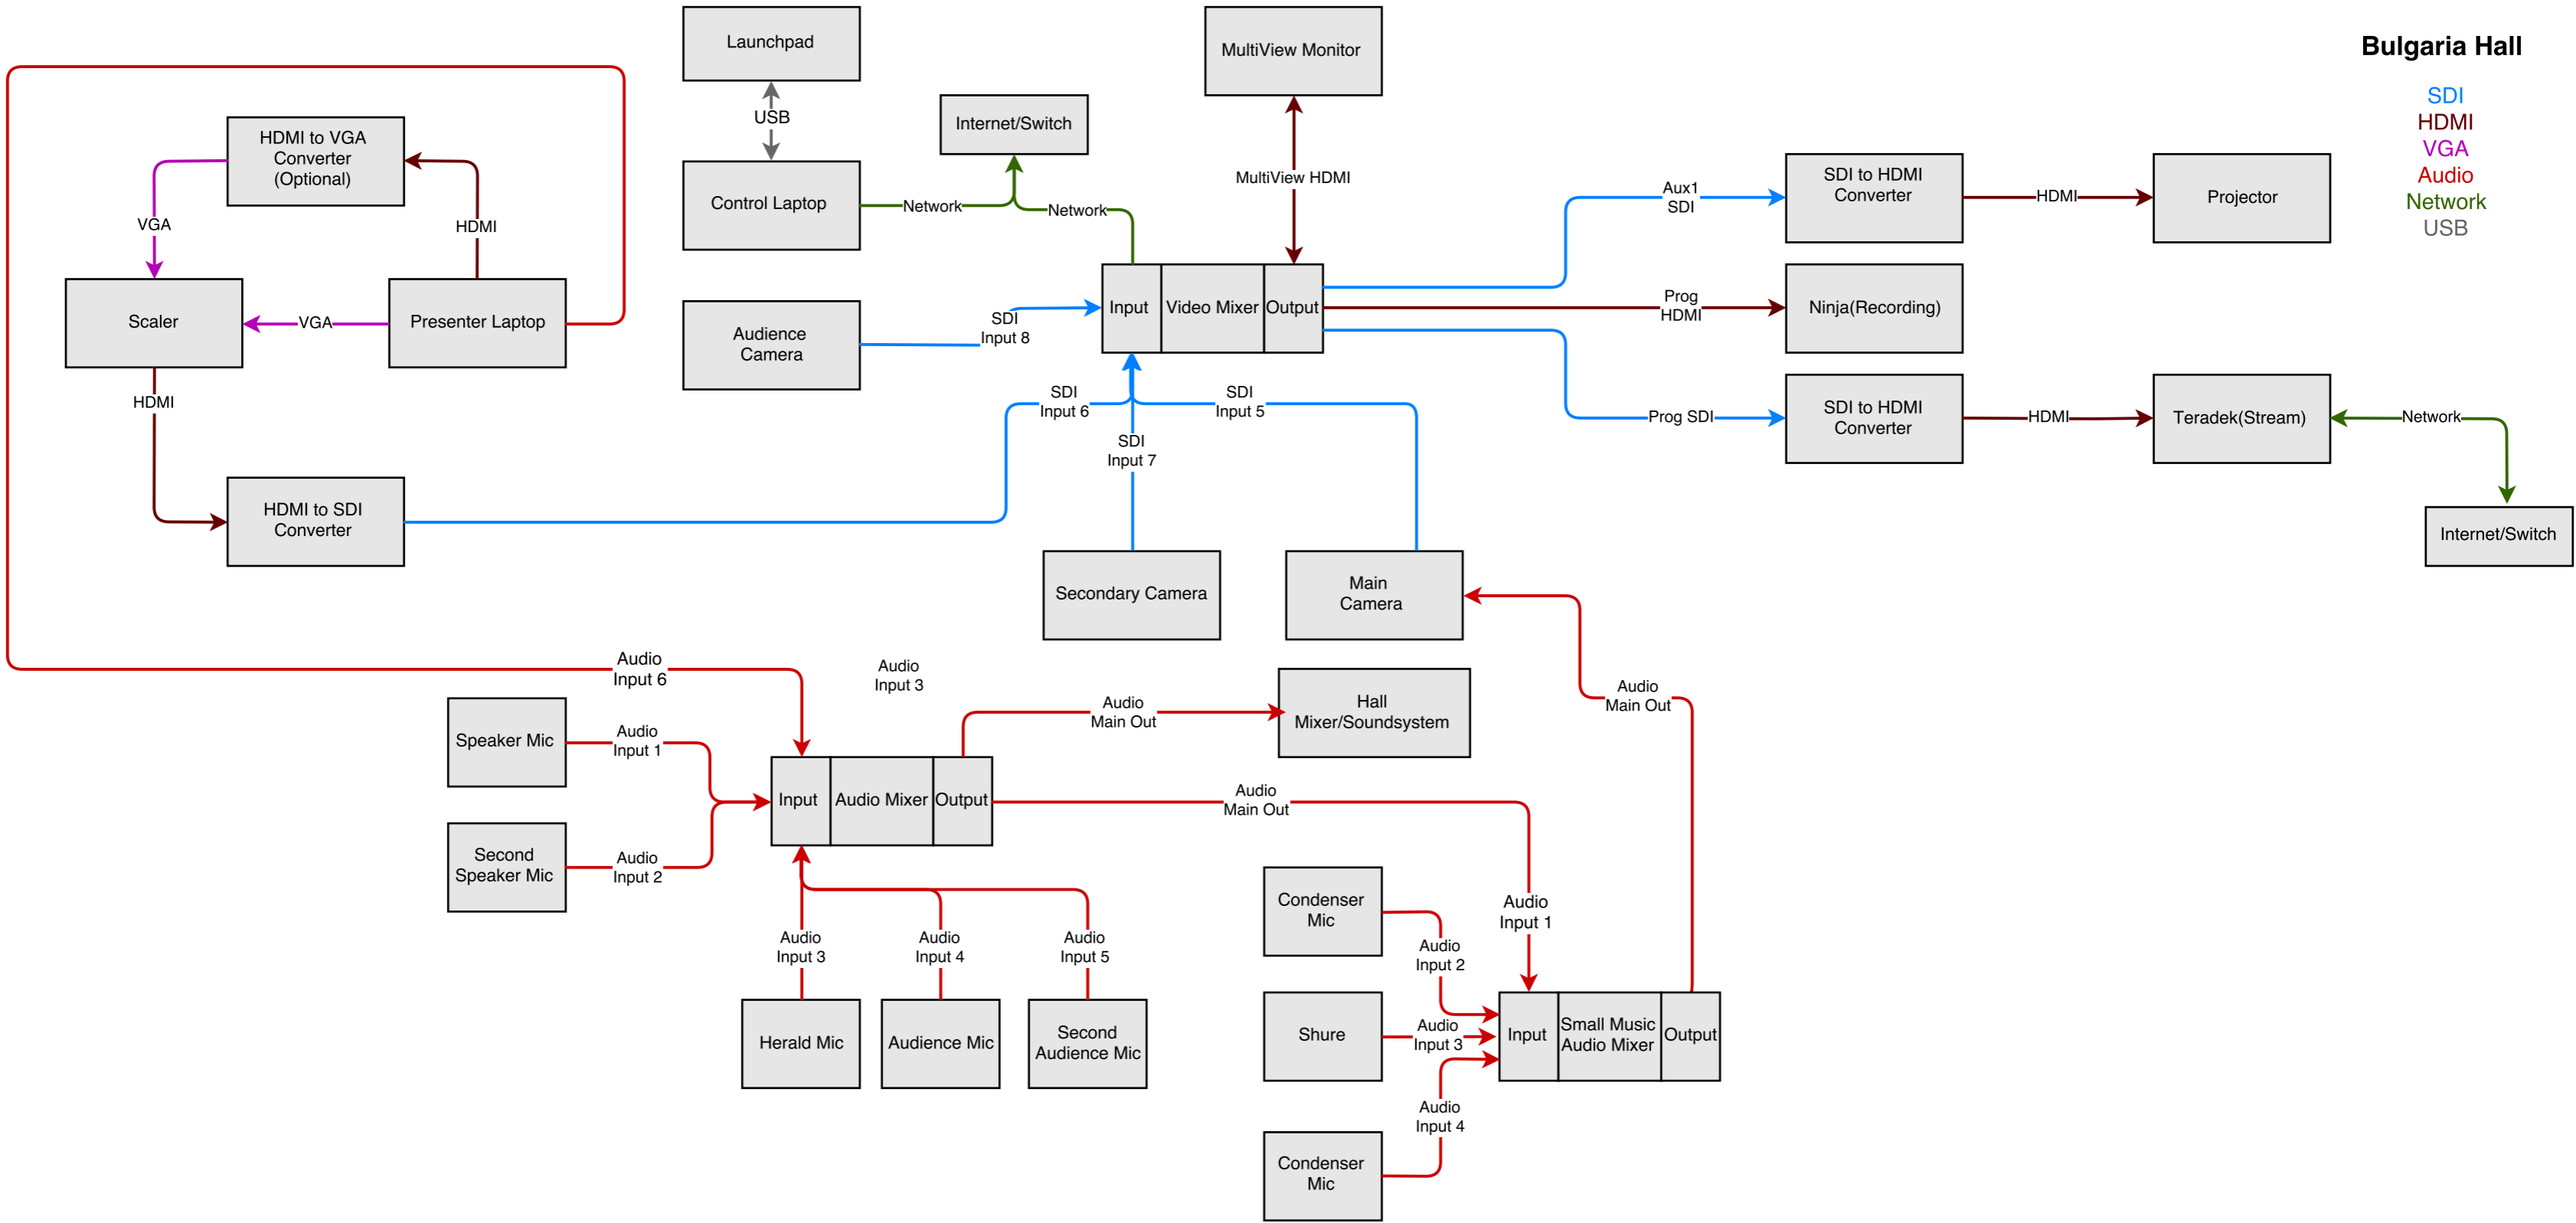 Bulgaria Hall
SDI
HDMI
VGA
Audio
Network
USB
Launchpad
USB
Control Laptop
Network
Internet/Switch
Network
MultiView Monitor
MultiView HDMI
HDMI to VGA
Converter
(Optional)
VGA
HDMI
Scaler
VGA
Presenter Laptop
HDMI
HDMI to SDI
Converter
Audience
Camera
SDI
Input 8
Input
Video Mixer
Output
SDI
Input 6
SDI
Input 5
SDI
Input 7
Secondary Camera
Main
Camera
Aux1
SDI
SDI to HDMI
Converter
HDMI
Projector
Prog
HDMI
Ninja(Recording)
Prog SDI
SDI to HDMI
Converter
HDMI
Teradek(Stream)
Network
Internet/Switch
Audio
Input 6
Audio
Input 3
Speaker Mic
Audio
Input 1
Second
Speaker Mic
Audio
Input 2
Input
Audio Mixer
Output
Audio
Main Out
Hall
Mixer/Soundsystem
Audio
Main Out
Audio
Main Out
Audio
Input 3
Audio
Input 4
Audio
Input 5
Herald Mic
Audience Mic
Second
Audience Mic
Condenser
Mic
Audio
Input 2
Audio
Input 1
Shure
Audio
Input 3
Input
Small Music
Audio Mixer
Output
Audio
Input 4
Condenser
Mic